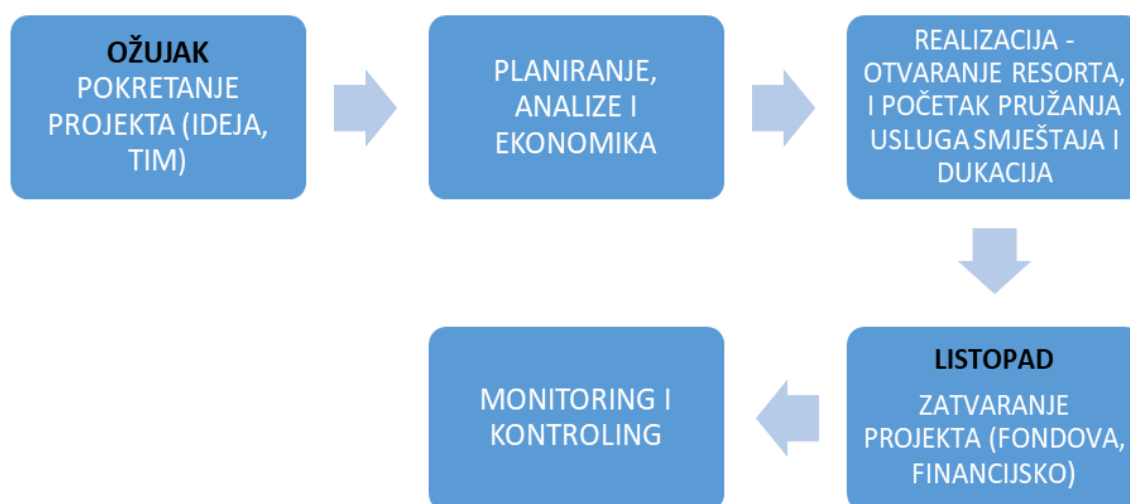 OŽUJAK
POKRETANJE
PROJEKTA (IDEJA,
TIM)
PLANIRANJE,
ANALIZE I
EKONOMIKA
REALIZACIJA -
OTVARANJE RESORTA,
I POČETAK PRUŽANJA
USLUGA SMJEŠTAJA I
DUKACIJA
LISTOPAD
ZATVARANJE
PROJEKTA (FONDOVA,
FINANCIJSKO)
MONITORING I
KONTROLING